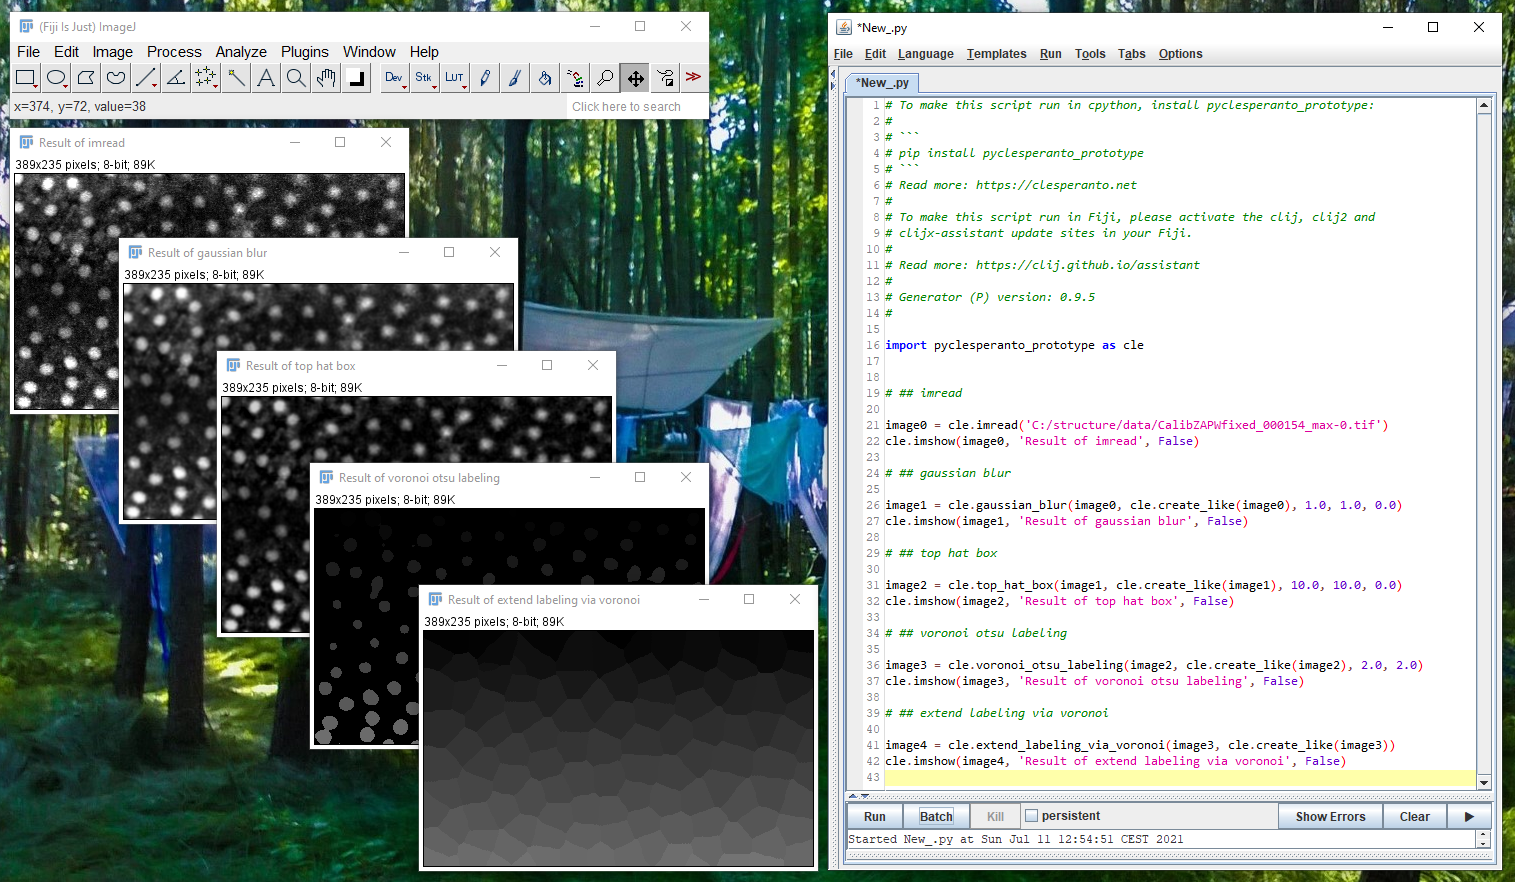 (Fiji Is Just) ImageJ
File Edit Image Process Analyze Plugins Window Help
Dev Stk LUT
x=374, y=72, value=38
Click here to search
Result of imread
389x235 pixels; 8-bit; 89K
Result of gaussian blur
389x235 pixels; 8-bit; 89K
Result of top hat box
389x235 pixels; 8-bit; 89K
Result of voronoi otsu labeling
389x235 pixels; 8-bit; 89K
Result of extend labeling via voronoi
389x235 pixels; 8-bit; 89K
*New_.py
File Edit Language Templates Run Tools Tabs Options
*New_.py
1 # To make this script run in cpython, install pyclesperanto_prototype:
2 #
3 # ```
4 # pip install pyclesperanto_prototype
5 # ```
6 # Read more: https://clesperanto.net
7 #
8 # To make this script run in Fiji, please activate the clij, clij2 and
9 # clijx-assistant update sites in your Fiji.
10 #
11 # Read more: https://clij.github.io/assistant
12 #
13 # Generator (P) version: 0.9.5
14 #
15
16 import pyclesperanto_prototype as cle
17
18
19 # ## imread
20
21 image0 = cle.imread('C:/structure/data/CalibZAPWfixed_000154_max-0.tif')
22 cle.imshow(image0, 'Result of imread', False)
23
24 # ## gaussian blur
25
26 image1 = cle.gaussian_blur(image0, cle.create_like(image0), 1.0, 1.0, 0.0)
27 cle.imshow(image1, 'Result of gaussian blur', False)
28
29 # ## top hat box
30
31 image2 = cle.top_hat_box(image1, cle.create_like(image1), 10.0, 10.0, 0.0)
32 cle.imshow(image2, 'Result of top hat box', False)
33
34 # ## voronoi otsu labeling
35
36 image3 = cle.voronoi_otsu_labeling(image2, cle.create_like(image2), 2.0, 2.0)
37 cle.imshow(image3, 'Result of voronoi otsu labeling', False)
38
39 # ## extend labeling via voronoi
40
41 image4 = cle.extend_labeling_via_voronoi(image3, cle.create_like(image3))
42 cle.imshow(image4, 'Result of extend labeling via voronoi', False)
43
Run Batch Kill persistent Show Errors Clear
Started New_.py at Sun Jul 11 12:54:51 CEST 2021